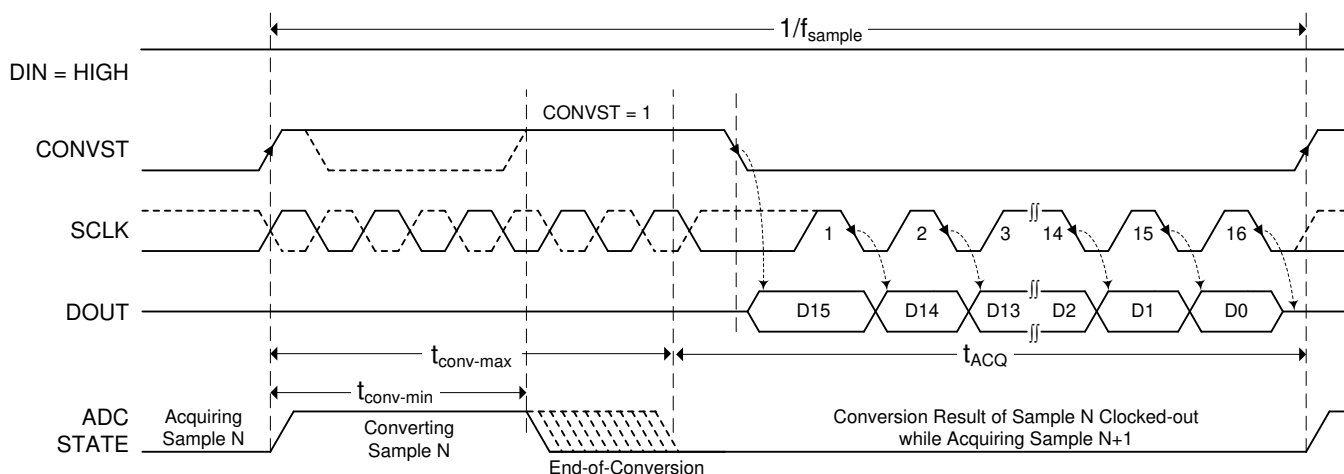 1/fsample
DIN = HIGH
CONVST = 1
CONVST
SCLK
1 2 3 14 15 16
DOUT
D15 D14 D13 D2 D1 D0
tconv-max
tACQ
tconv-min
ADC
STATE
Acquiring
Sample N
Converting
Sample N
End-of-Conversion
Conversion Result of Sample N Clocked-out
while Acquiring Sample N+1